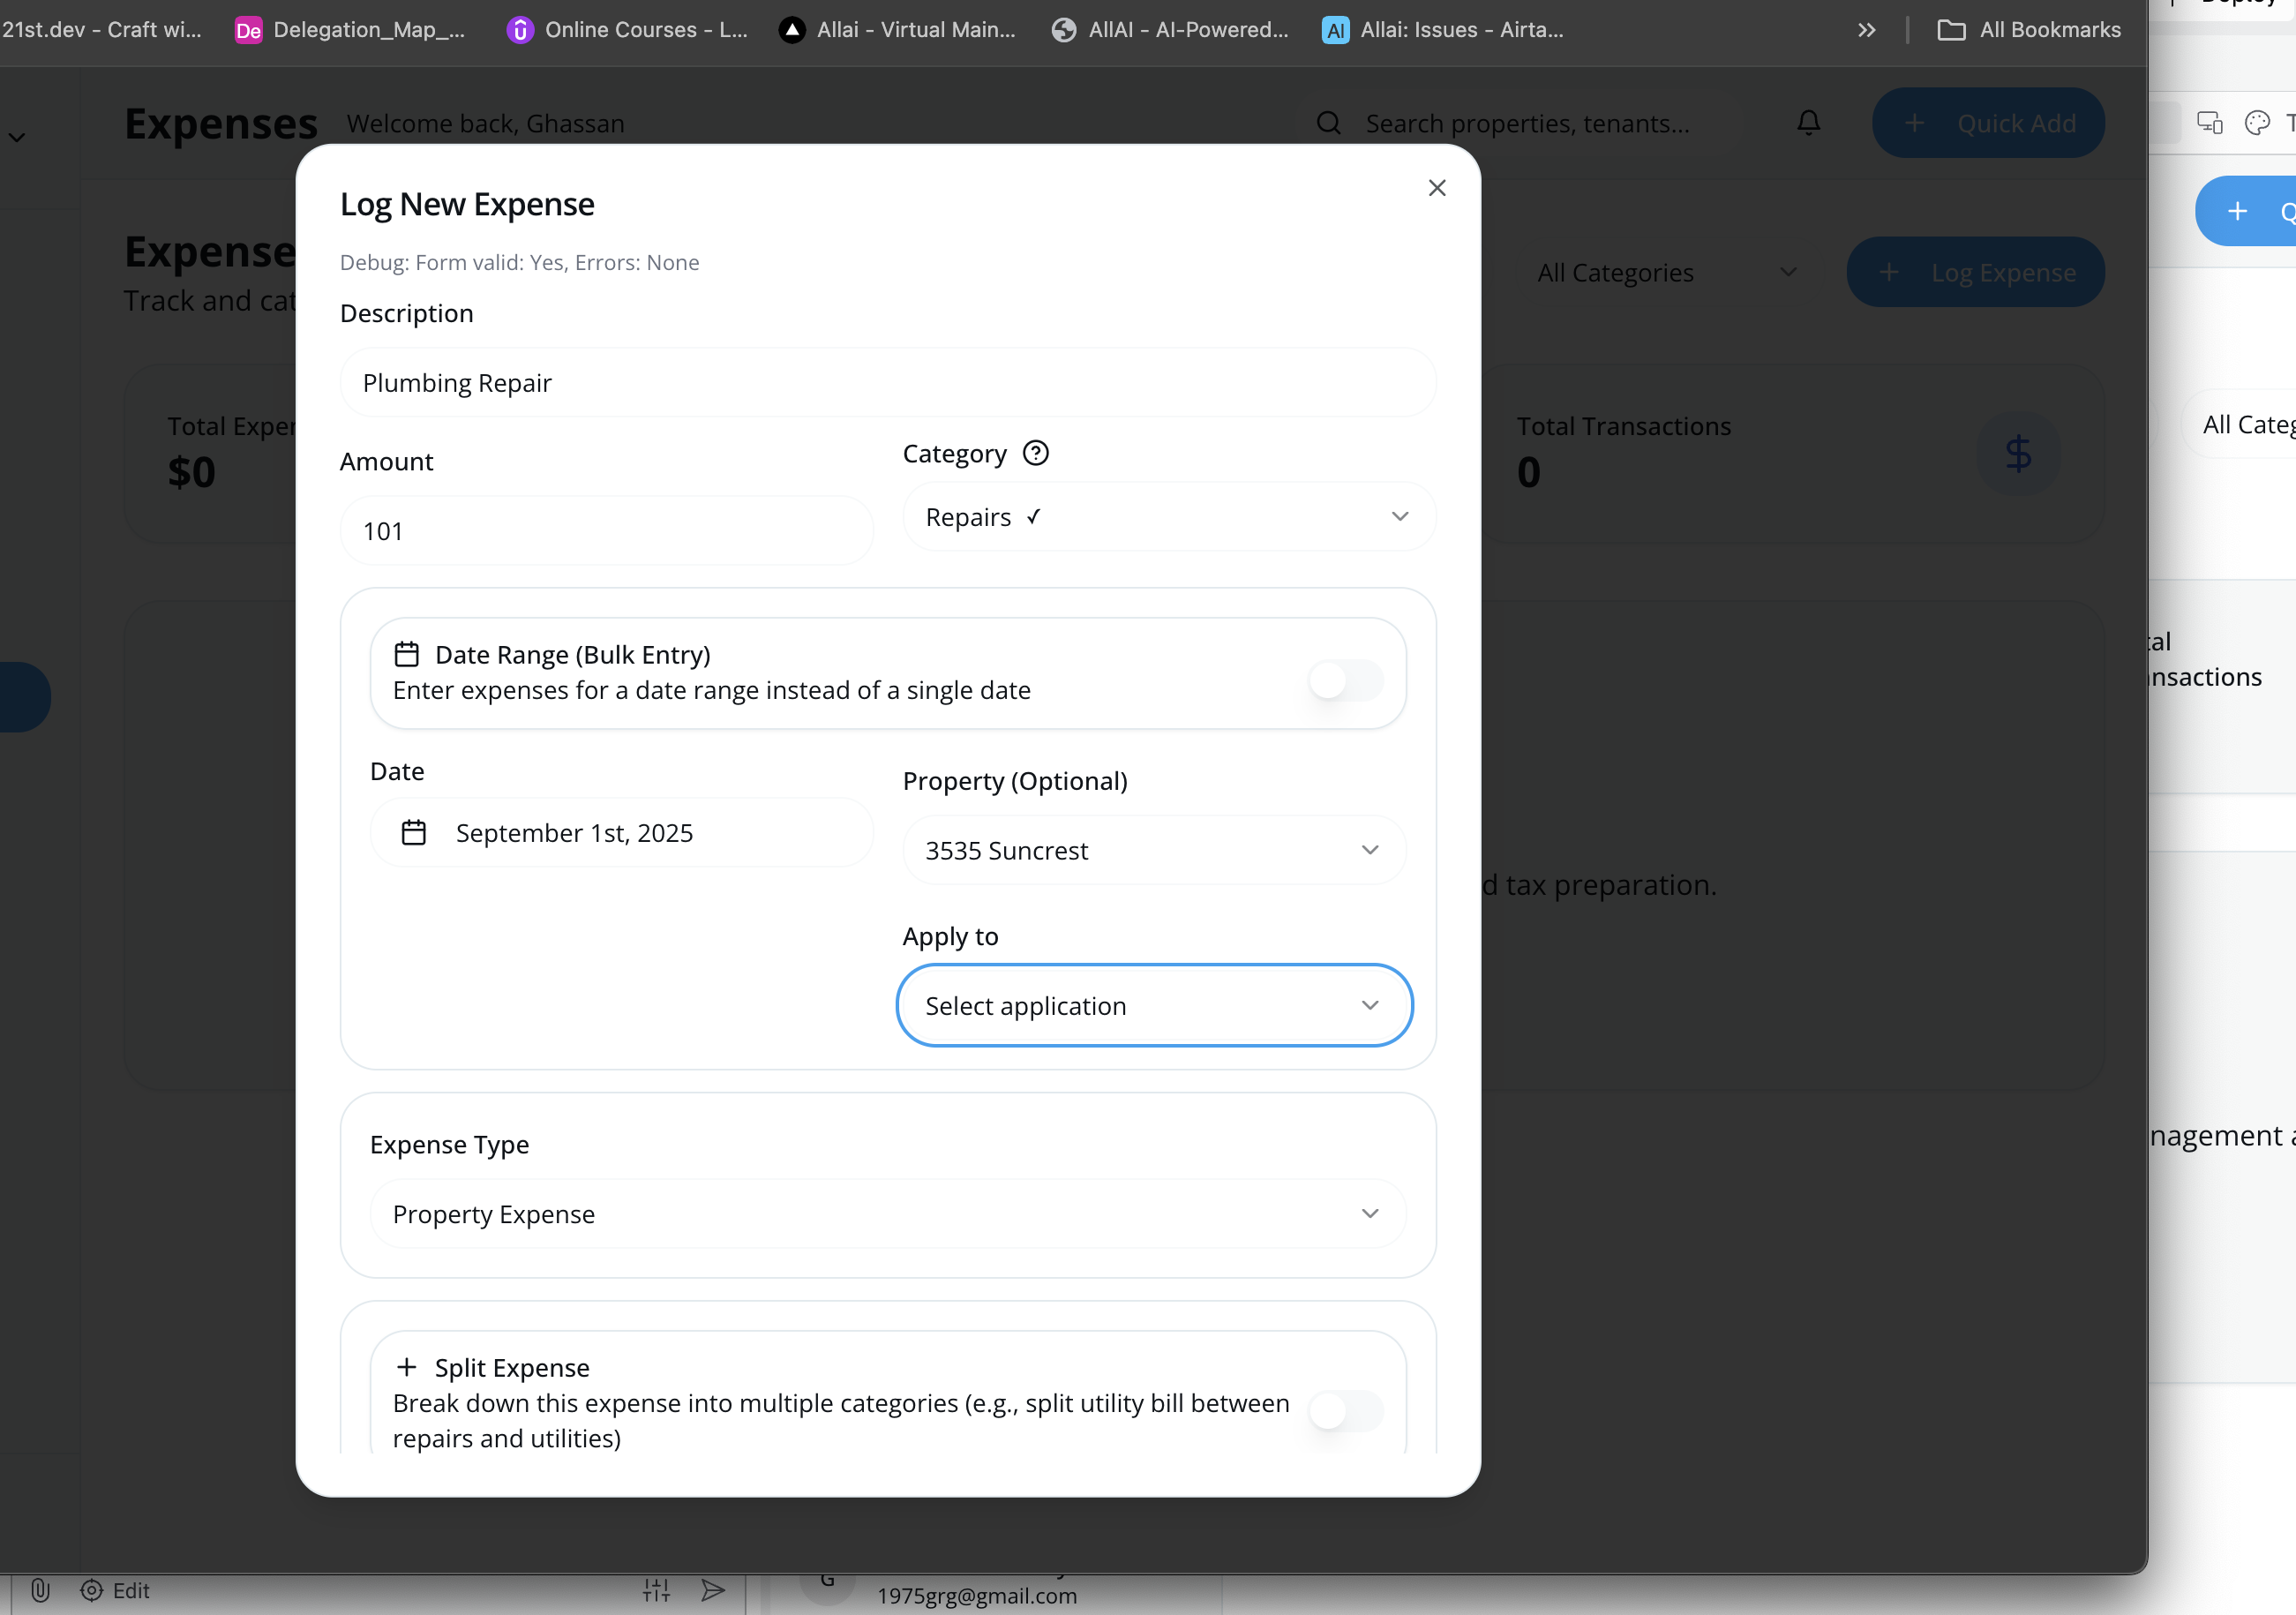 21st.dev - Craft wi...
De Delegation_Map_...
Online Courses - L...
Allai - Virtual Main...
AllAI - AI-Powered...
AI Allai: Issues - Airta...
All Bookmarks
Expenses
Welcome back, Ghassan
Search properties, tenants...
+ Quick Add
Log New Expense
Debug: Form valid: Yes, Errors: None
Expense
Track and cat
All Categories
+ Log Expense
Description
Plumbing Repair
Total Expen
$0
Total Transactions
0
$
All Categ
Amount
101
Category ?
Repairs ✓
Date Range (Bulk Entry)
Enter expenses for a date range instead of a single date
Date
September 1st, 2025
Property (Optional)
3535 Suncrest
d tax preparation.
Apply to
Select application
Expense Type
Property Expense
+ Split Expense
Break down this expense into multiple categories (e.g., split utility bill between
repairs and utilities)
tal
nsactions
nagement a
Edit
G
1975grg@gmail.com